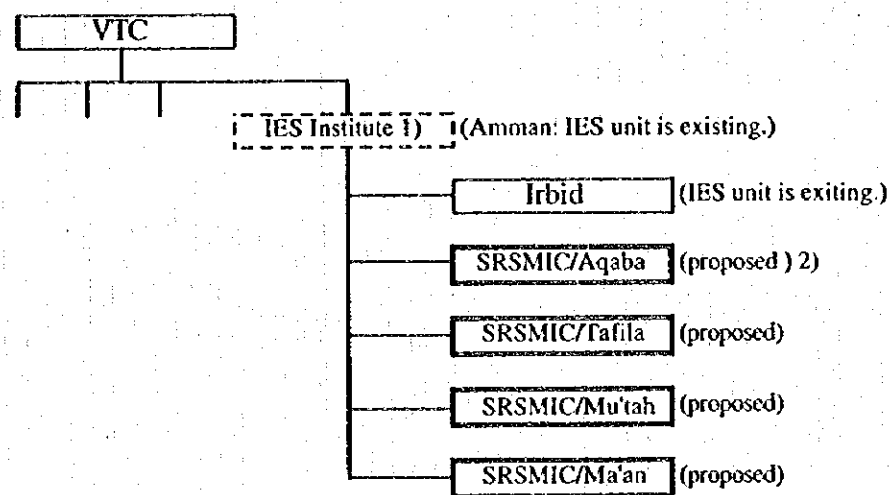 VTC
IES Institute 1) (Amman: IES unit is existing.)
Irbid (IES unit is exiting.)
SRSMIC/Aqaba (proposed ) 2)
SRSMIC/Tafila (proposed)
SRSMIC/Mu'tah (proposed)
SRSMIC/Ma'an (proposed)